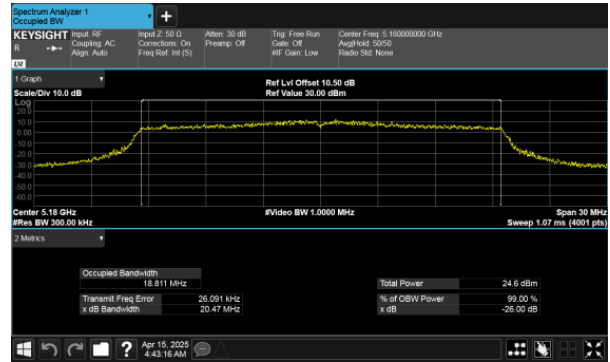 Spectrum Analyzer 1
Occupied BW
+
KEYSIGHT
R
LXI
Input: RF
Coupling: AC
Align: Auto
Input Z: 50 Ω
Corrections: On
Freq Ref: Int (S)
Atten: 30 dB
Preamp: Off
Trig: Free Run
Gate: Off
#IF Gain: Low
Center Freq: 5.180000000 GHz
Avg|Hold: 50/50
Radio Std: None
1 Graph
Scale/Div 10.0 dB
Ref Lvl Offset 10.50 dB
Ref Value 30.00 dBm
Log
20.0
10.0
0.00
-10.0
-20.0
-30.0
-40.0
-50.0
-60.0
Center 5.18 GHz
#Res BW 300.00 kHz
#Video BW 1.0000 MHz
Span 30 MHz
Sweep 1.07 ms (4001 pts)
2 Metrics
Occupied Bandwidth
18.811 MHz
Transmit Freq Error 26.091 kHz
x dB Bandwidth 20.47 MHz
Total Power 24.6 dBm
% of OBW Power 99.00 %
x dB -26.00 dB
?
Apr 15, 2025
4:43:16 AM